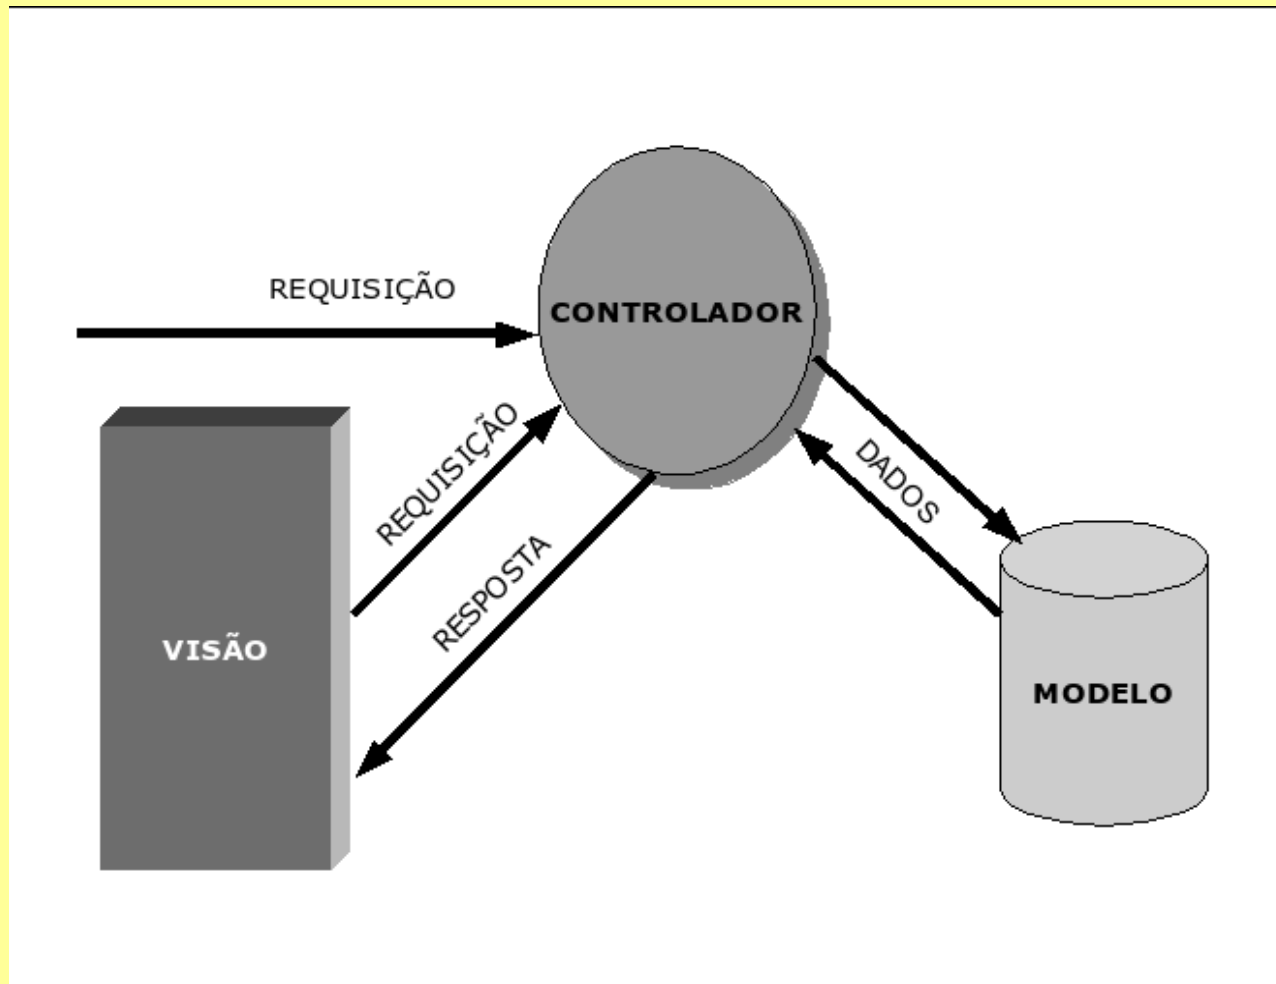 REQUISIÇÃO
CONTROLADOR
REQUISIÇÃO
DADOS
RESPOSTA
VISÃO
MODELO